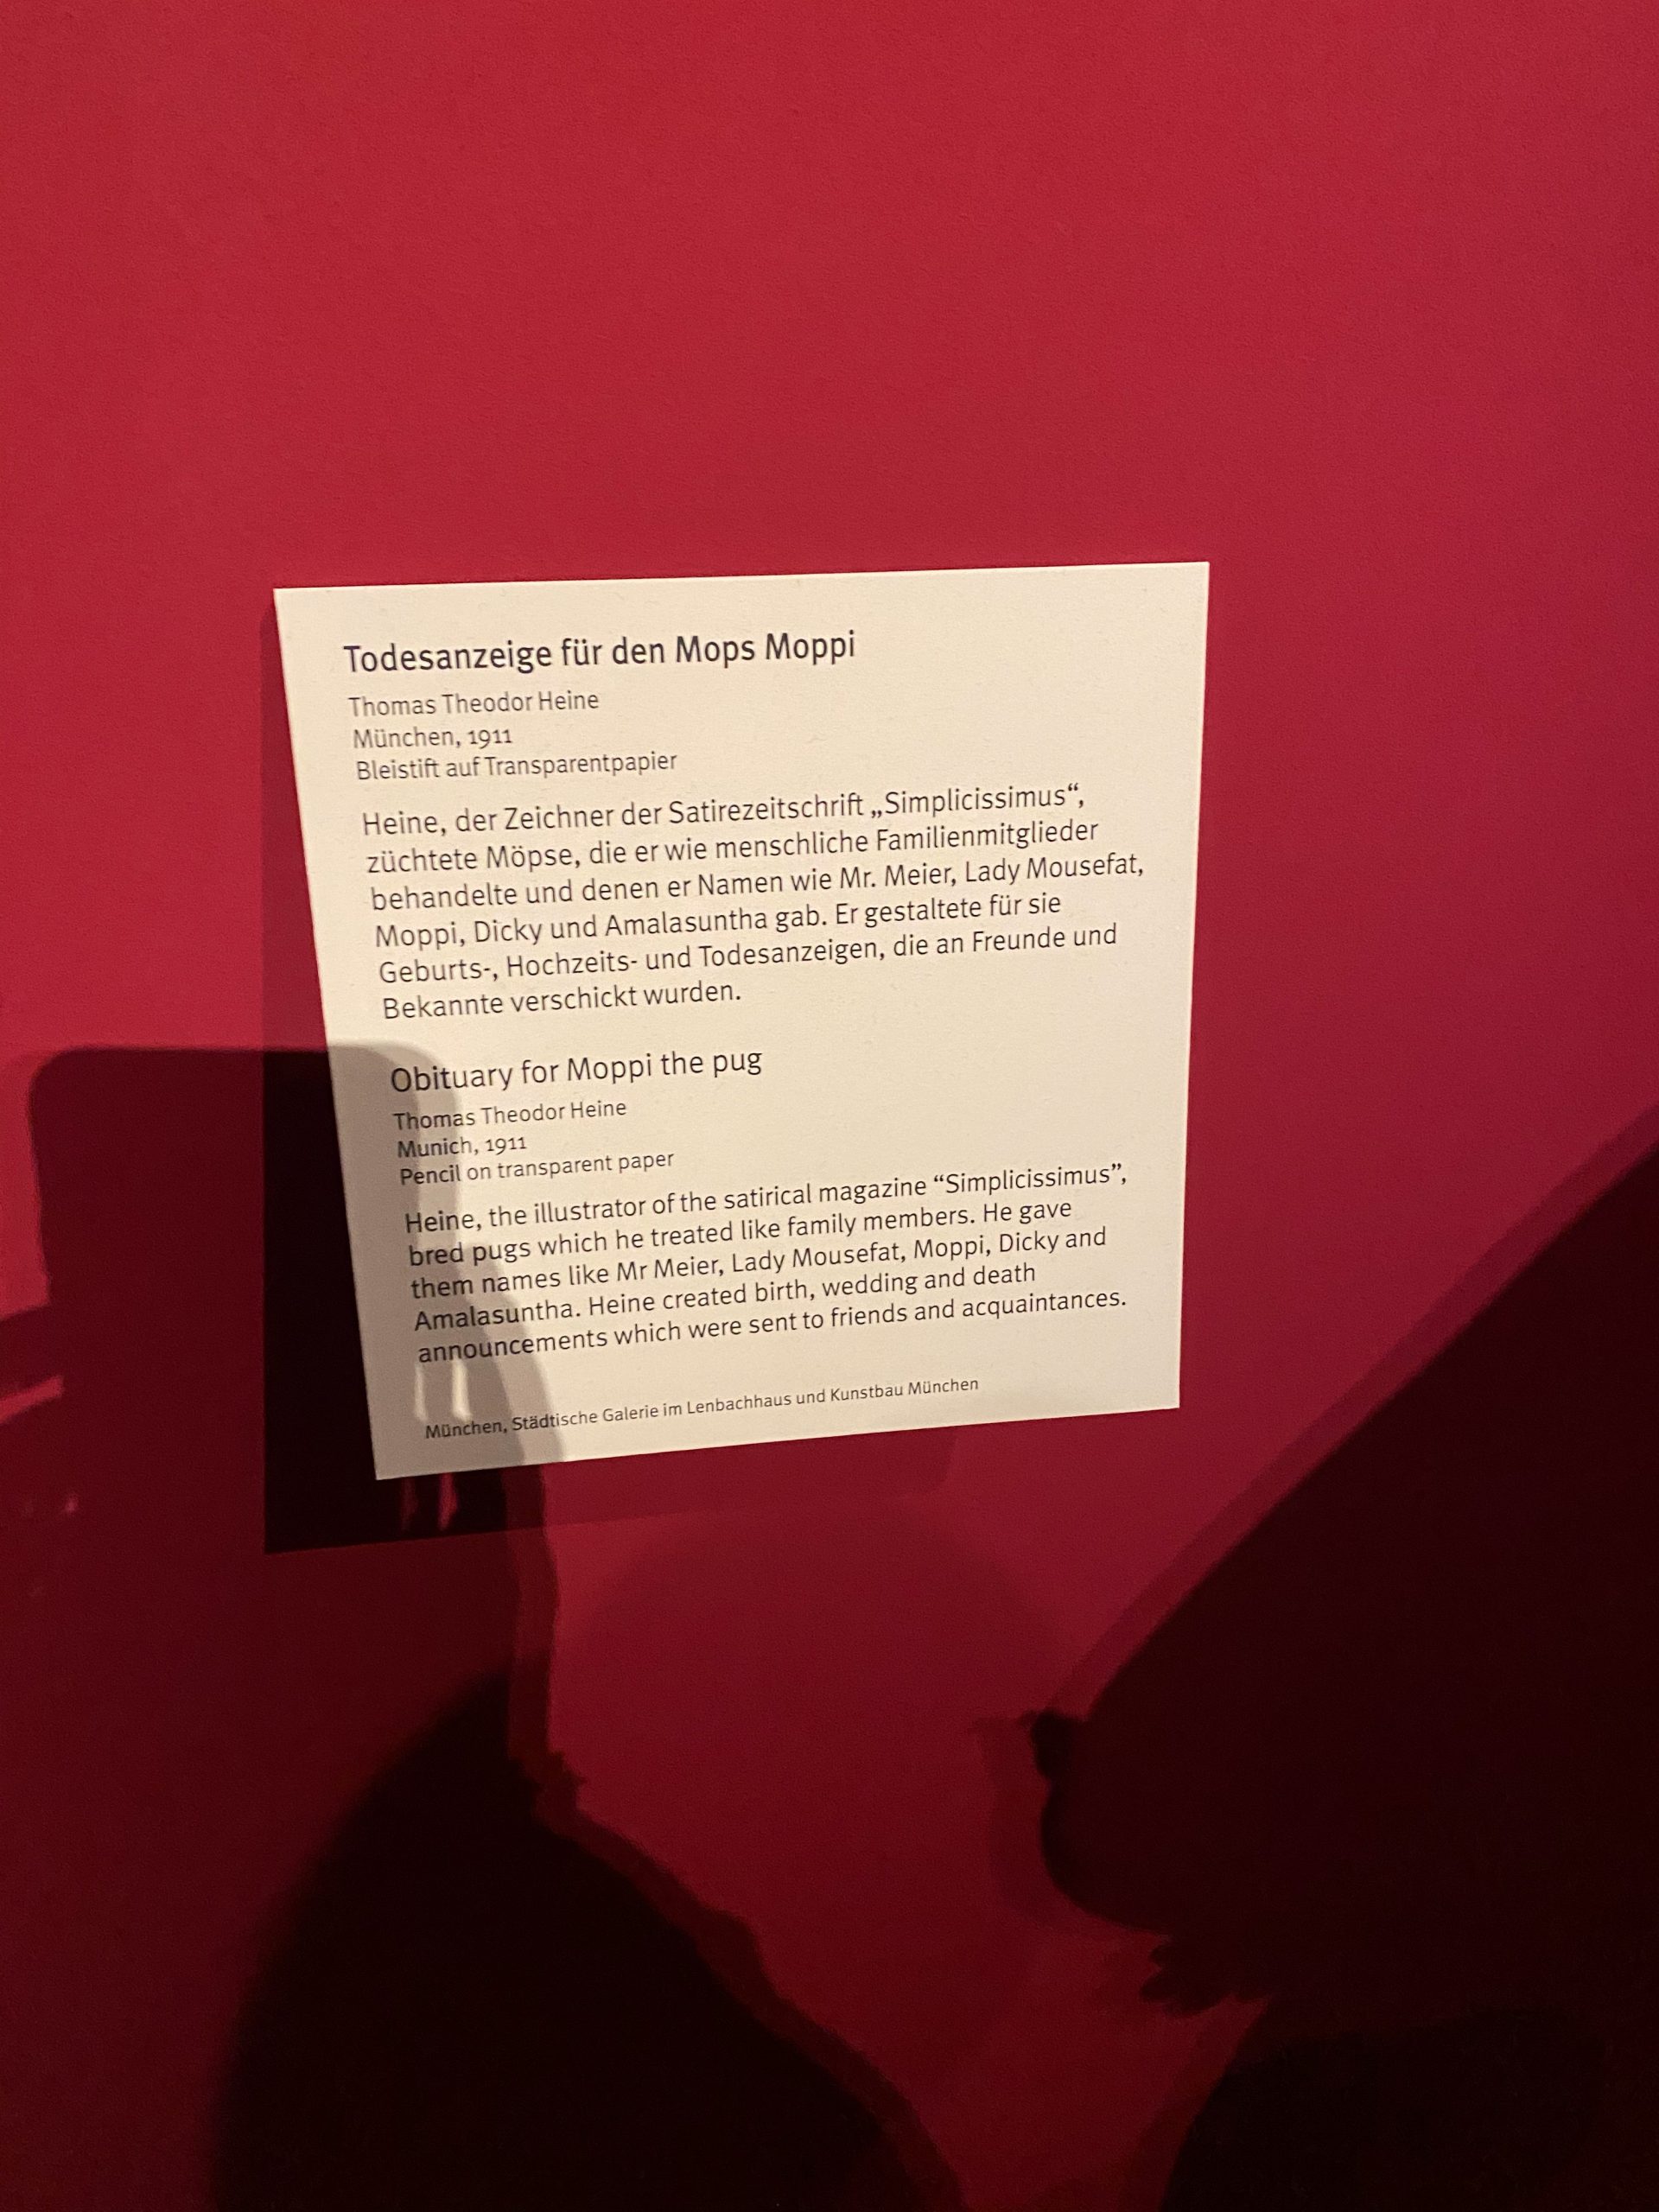 Todesanzeige für den Mops Moppi
Thomas Theodor Heine
München, 1911
Bleistift auf Transparentpapier
Heine, der Zeichner der Satirezeitschrift „Simplicissimus“,
züchtete Möpse, die er wie menschliche Familienmitglieder
behandelte und denen er Namen wie Mr. Meier, Lady Mousefat,
Moppi, Dicky und Amalasuntha gab. Er gestaltete für sie
Geburts-, Hochzeits- und Todesanzeigen, die an Freunde und
Bekannte verschickt wurden.
Obituary for Moppi the pug
Thomas Theodor Heine
Munich, 1911
Pencil on transparent paper
Heine, the illustrator of the satirical magazine “Simplicissimus”,
bred pugs which he treated like family members. He gave
them names like Mr Meier, Lady Mousefat, Moppi, Dicky and
Amalasuntha. Heine created birth, wedding and death
announcements which were sent to friends and acquaintances.
München, Städtische Galerie im Lenbachhaus und Kunstbau München